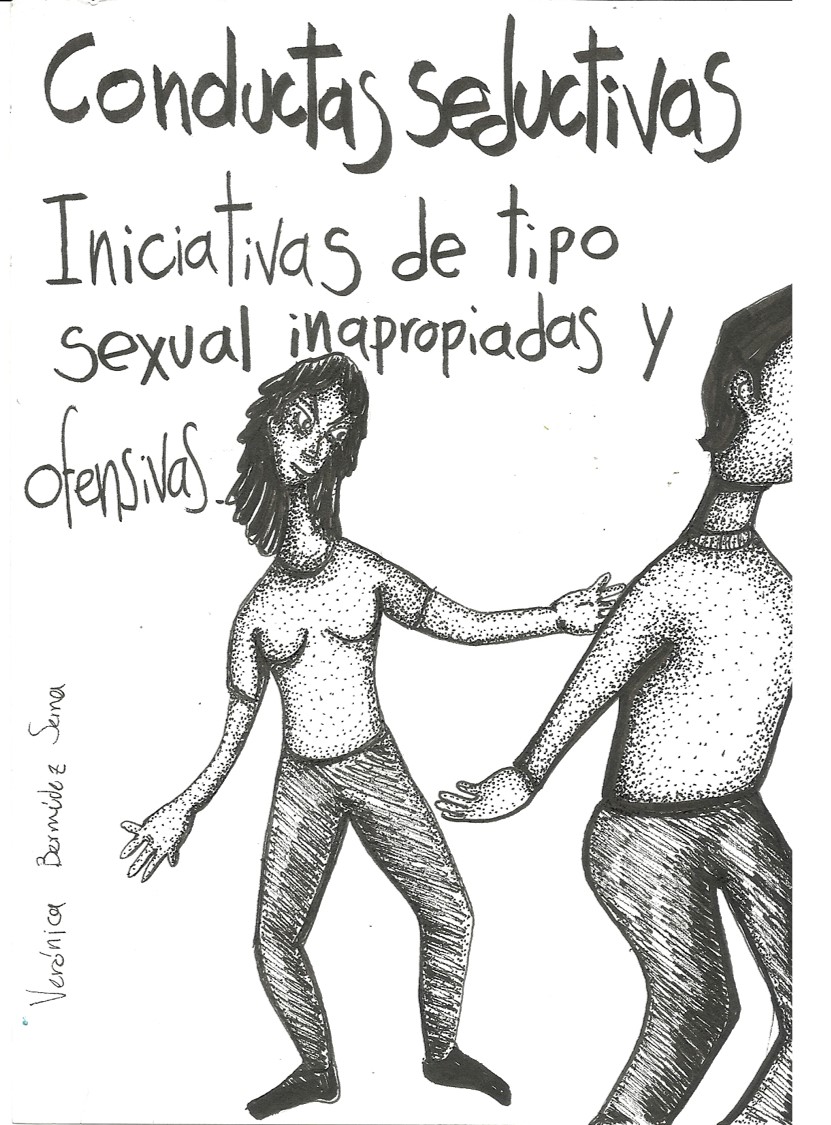 Conductas seductivas
Iniciativas de tipo
sexual inapropiadas y
ofensivas.
Verónica Bermúdez Serna